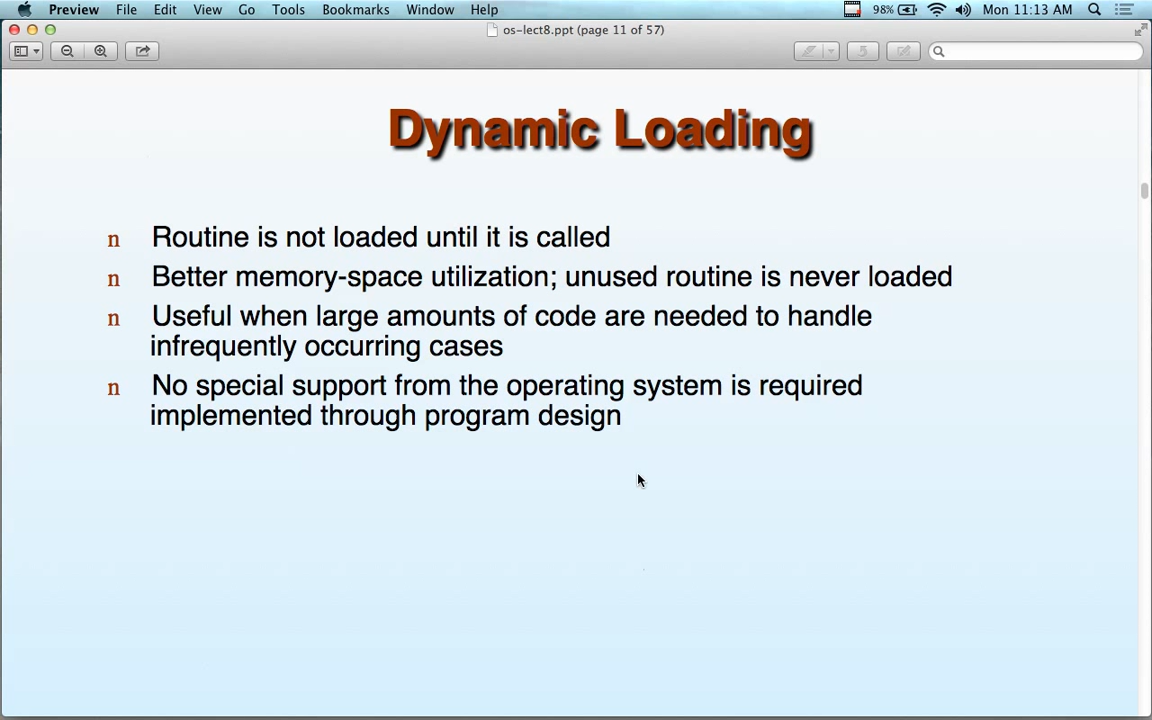 Preview File Edit View Go Tools Bookmarks Window Help 98% Mon 11:13 AM
os-lect8.ppt (page 11 of 57)
Dynamic Loading
n Routine is not loaded until it is called
n Better memory-space utilization; unused routine is never loaded
n Useful when large amounts of code are needed to handle
infrequently occurring cases
n No special support from the operating system is required
implemented through program design